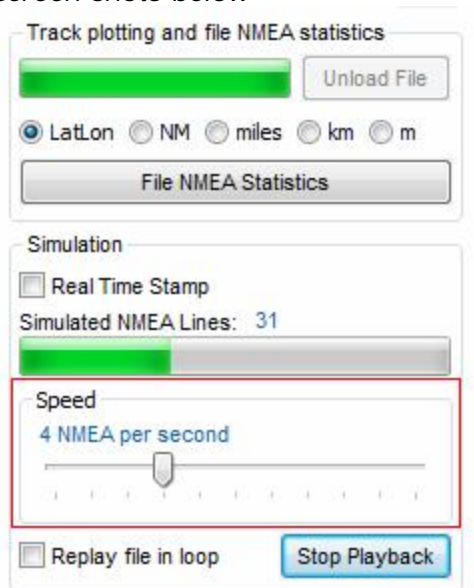 screen shots below
Track plotting and file NMEA statistics
Unload File
LatLon NM miles km m
File NMEA Statistics
Simulation
Real Time Stamp
Simulated NMEA Lines: 31
Speed
4 NMEA per second
Replay file in loop Stop Playback